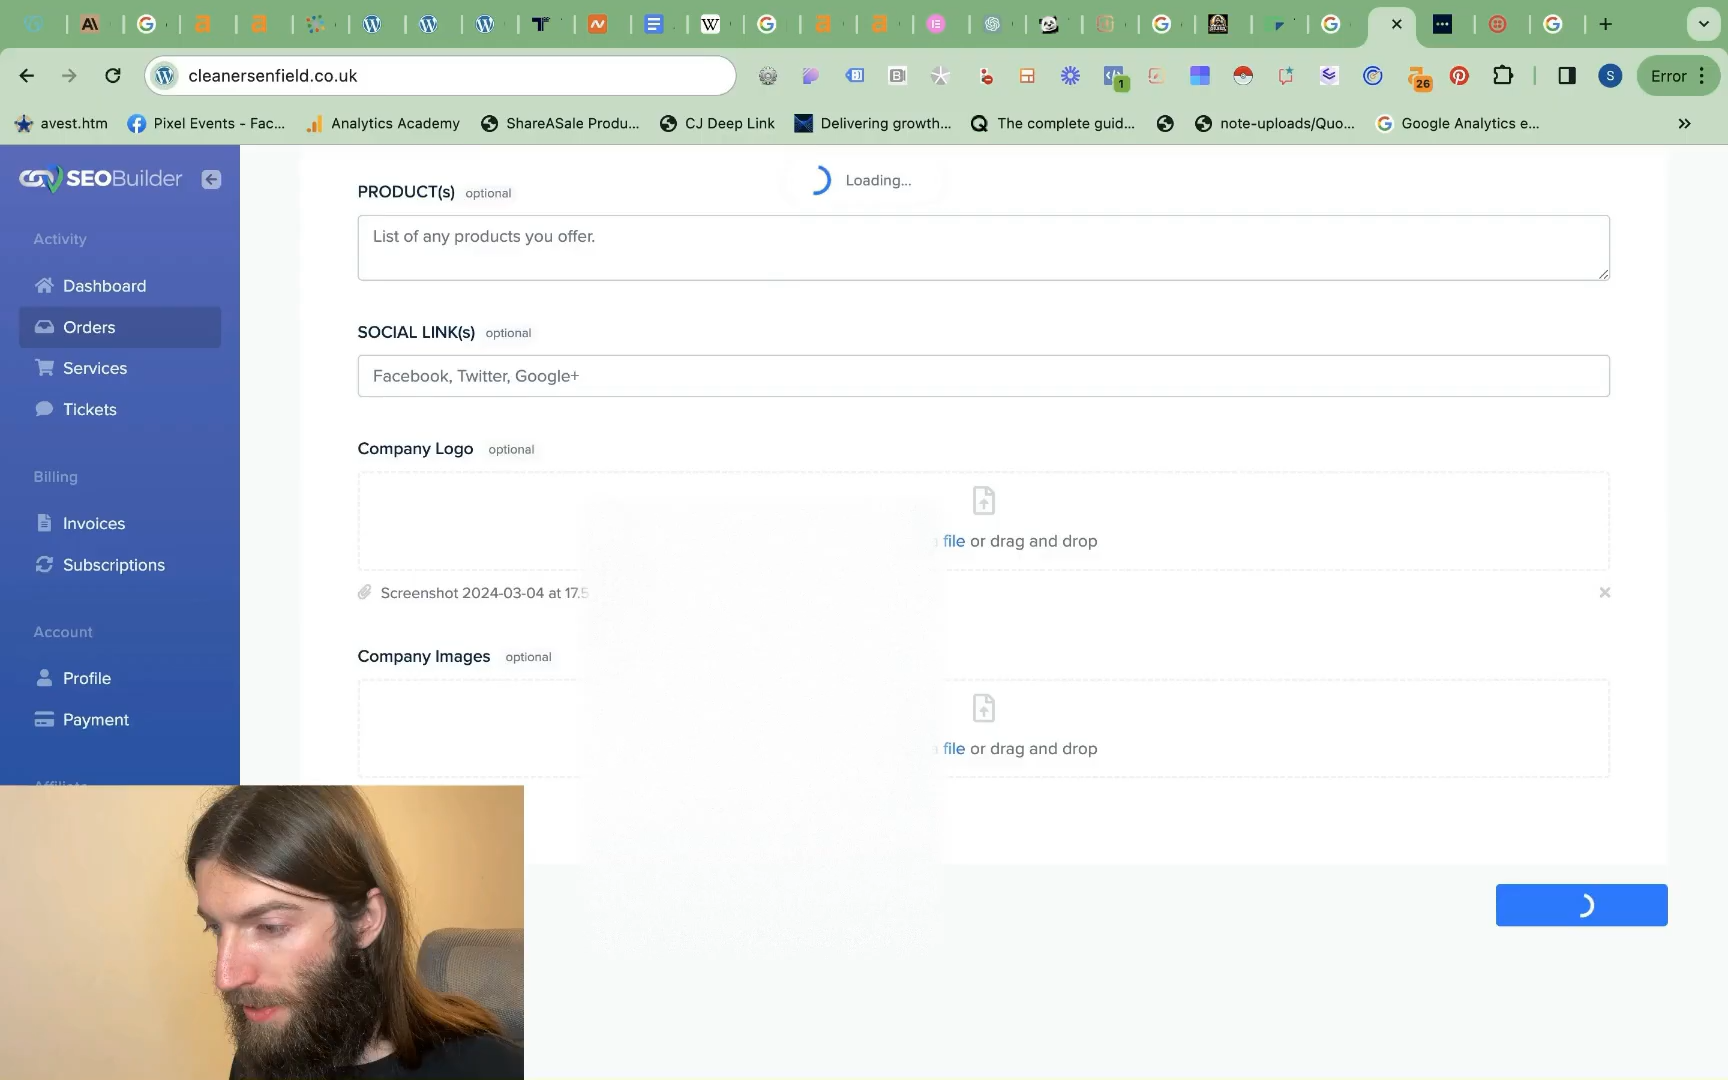 cleanersenfield.co.uk
1
26
S
Error
avest.htm
Pixel Events - Fac...
Analytics Academy
ShareASale Produ...
CJ Deep Link
Delivering growth...
The complete guid...
note-uploads/Quo...
Google Analytics e...
SEOBuilder
Activity
Dashboard
Orders
Services
Tickets
Billing
Invoices
Subscriptions
Account
Profile
Payment
Loading...
PRODUCT(s) optional
List of any products you offer.
SOCIAL LINK(s) optional
Facebook, Twitter, Google+
Company Logo optional
file or drag and drop
Screenshot 2024-03-04 at 17.5
Company Images optional
file or drag and drop